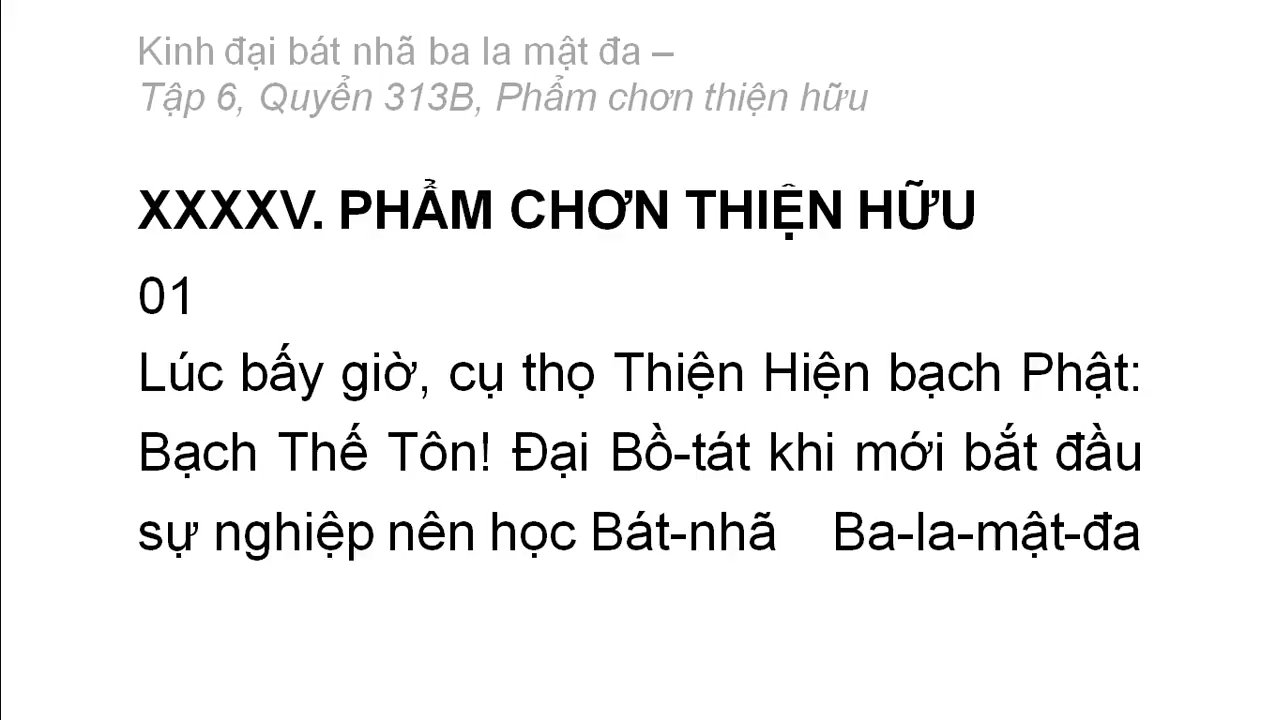 Kinh đại bát nhã ba la mật đa –
Tập 6, Quyển 313B, Phẩm chơn thiện hữu
XXXXV. PHẨM CHƠN THIỆN HỮU
01
Lúc bấy giờ, cụ thọ Thiện Hiện bạch Phật:
Bạch Thế Tôn! Đại Bồ-tát khi mới bắt đầu
sự nghiệp nên học Bát-nhã Ba-la-mật-đa